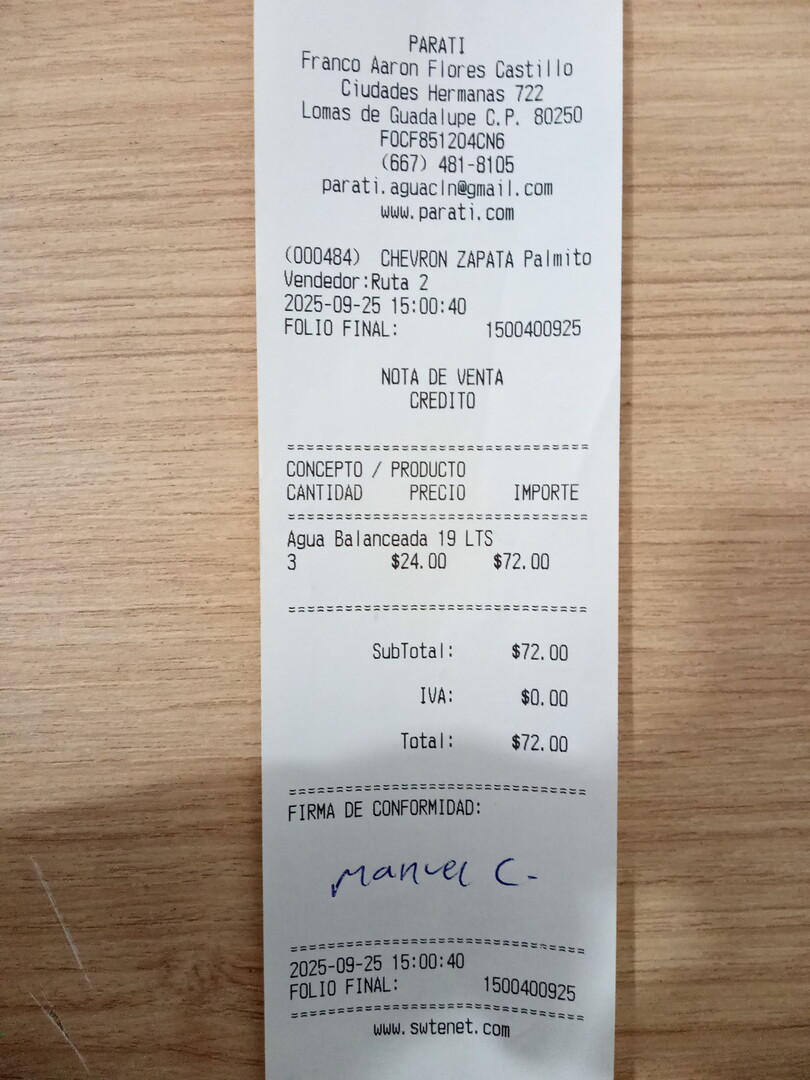 PARATI
Franco Aaron Flores Castillo
Ciudades Hermanas 722
Lomas de Guadalupe C.P. 80250
FOCF851204CN6
(667) 481-8105
parati.aguacln@gmail.com
www.parati.com
(000484) CHEVRON ZAPATA Palmito
Vendedor:Ruta 2
2025-09-25 15:00:40
FOLIO FINAL: 1500400925
NOTA DE VENTA
CREDITO
================================
CONCEPTO / PRODUCTO
CANTIDAD PRECIO IMPORTE
================================
Agua Balanceada 19 LTS
3 $24.00 $72.00
================================
SubTotal: $72.00
IVA: $0.00
Total: $72.00
================================
FIRMA DE CONFORMIDAD:
Manuel C.
================================
2025-09-25 15:00:40
FOLIO FINAL: 1500400925
================================
www.swtenet.com